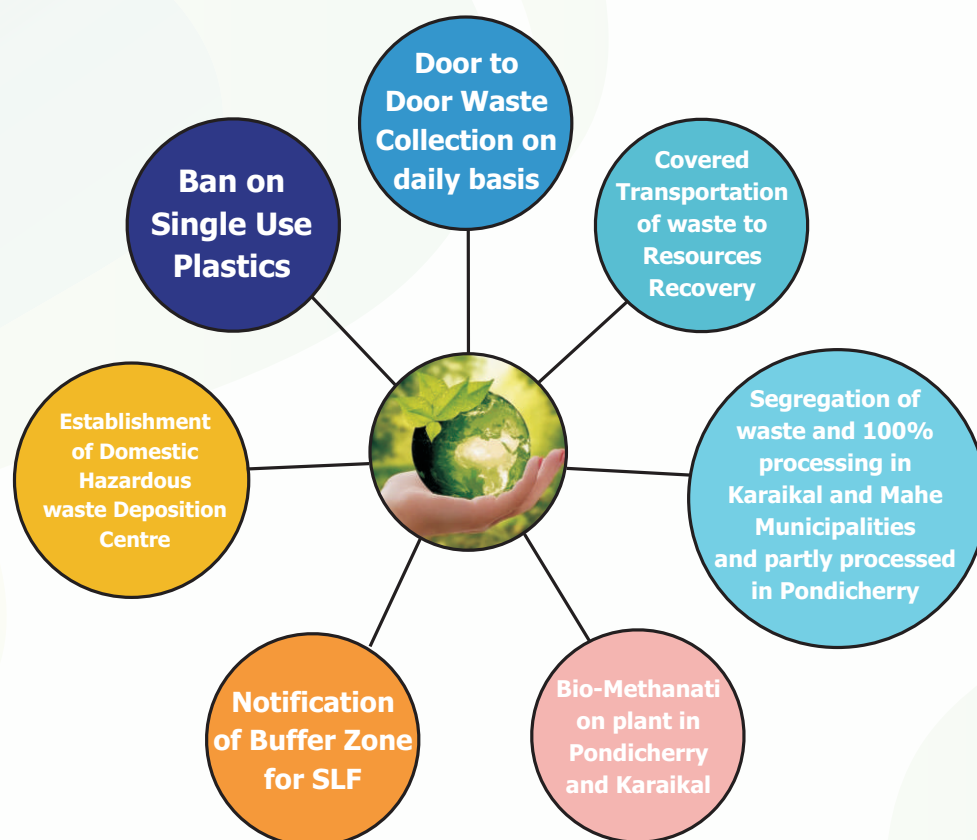 Door to
Door Waste
Collection on
daily basis
Covered
Transportation
of waste to
Resources
Recovery
Segregation of
waste and 100%
processing in
Karaikal and Mahe
Municipalities
and partly processed
in Pondicherry
Bio-Methanati
on plant in
Pondicherry
and Karaikal
Notification
of Buffer Zone
for SLF
Establishment
of Domestic
Hazardous
waste Deposition
Centre
Ban on
Single Use
Plastics